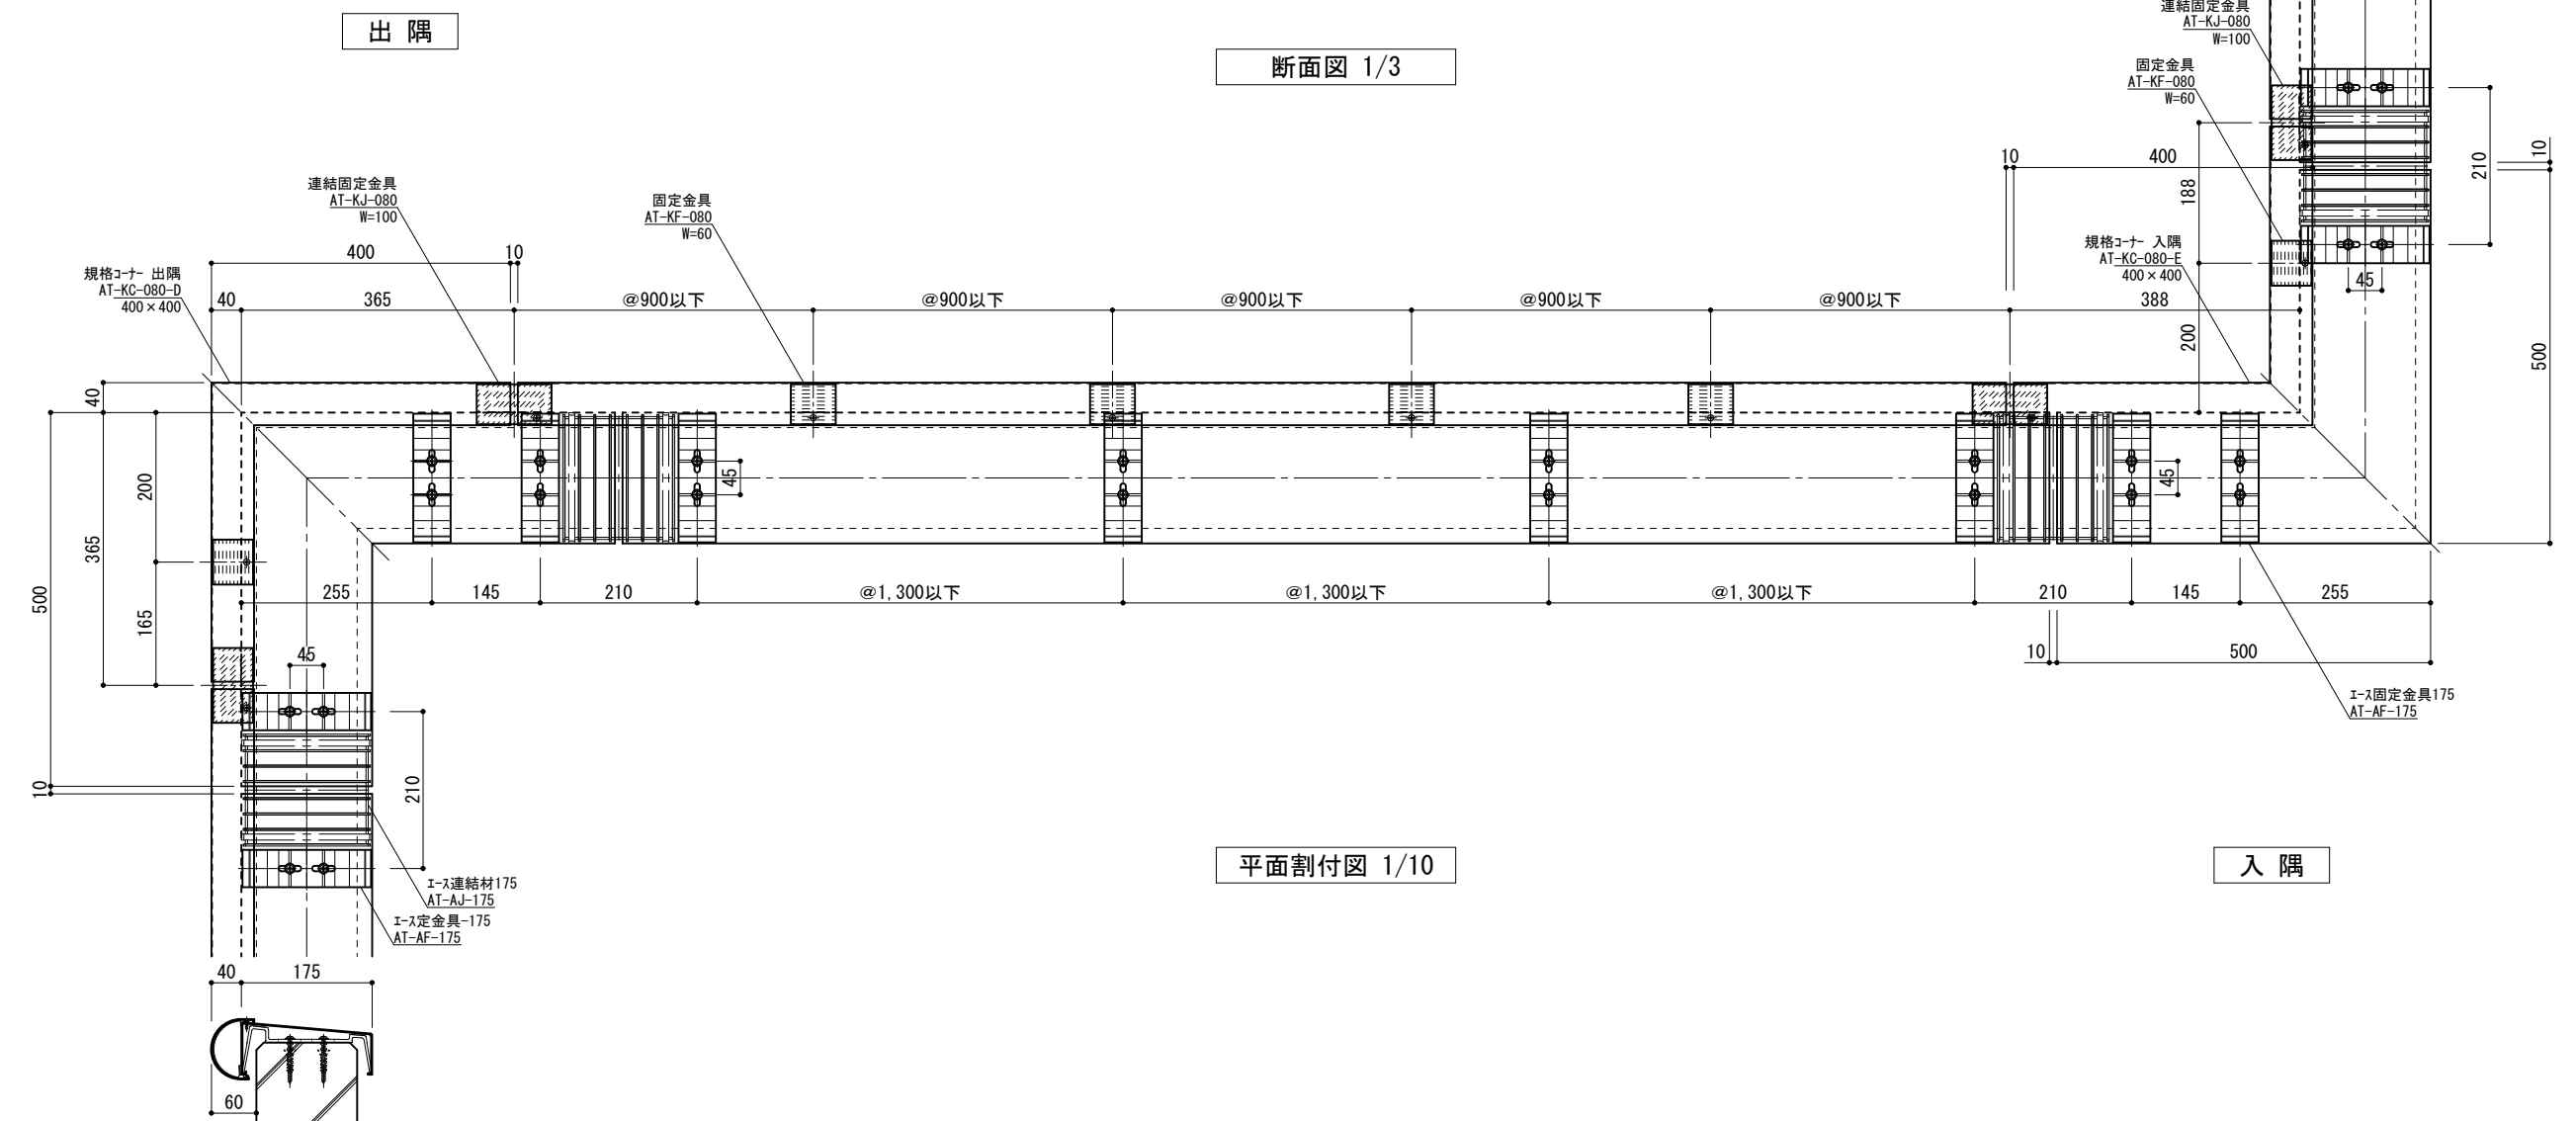 出 隅
断面図 1/3
連結固定金具
AT-KJ-080
W=100
固定金具
AT-KF-080
W=60
10
400
188
200
210
10
500
45
規格ｺｰﾅｰ 入隅
AT-KC-080-E
400×400
連結固定金具
AT-KJ-080
W=100
固定金具
AT-KF-080
W=60
400
10
規格ｺｰﾅｰ 出隅
AT-KC-080-D
400×400
40
365
@900以下
@900以下
@900以下
@900以下
@900以下
388
40
200
365
165
500
10
45
45
255
145
210
@1,300以下
@1,300以下
@1,300以下
210
145
255
10
500
45
210
ｴｰｽ固定金具175
AT-AF-175
ｴｰｽ連結材175
AT-AJ-175
ｴｰｽ定金具-175
AT-AF-175
平面割付図 1/10
入 隅
40
175
60